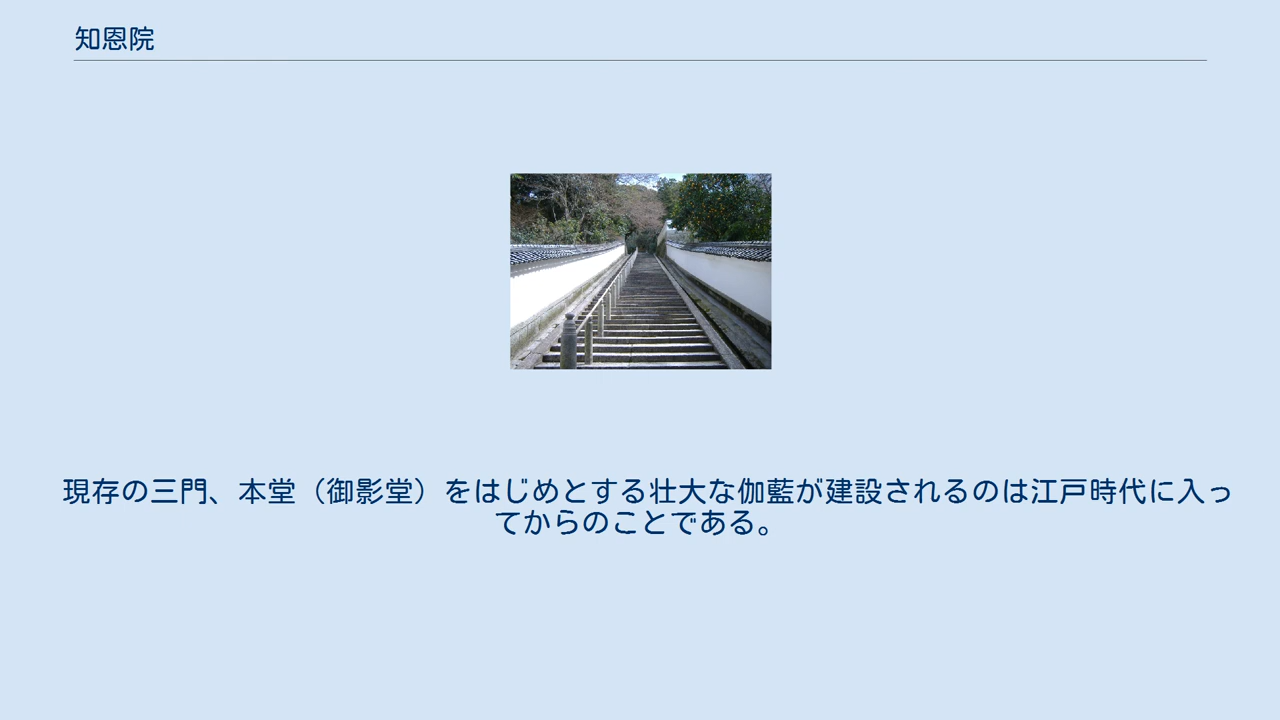 知恩院
現存の三門、本堂（御影堂）をはじめとする壮大な伽藍が建設されるのは江戸時代に入っ
てからのことである。